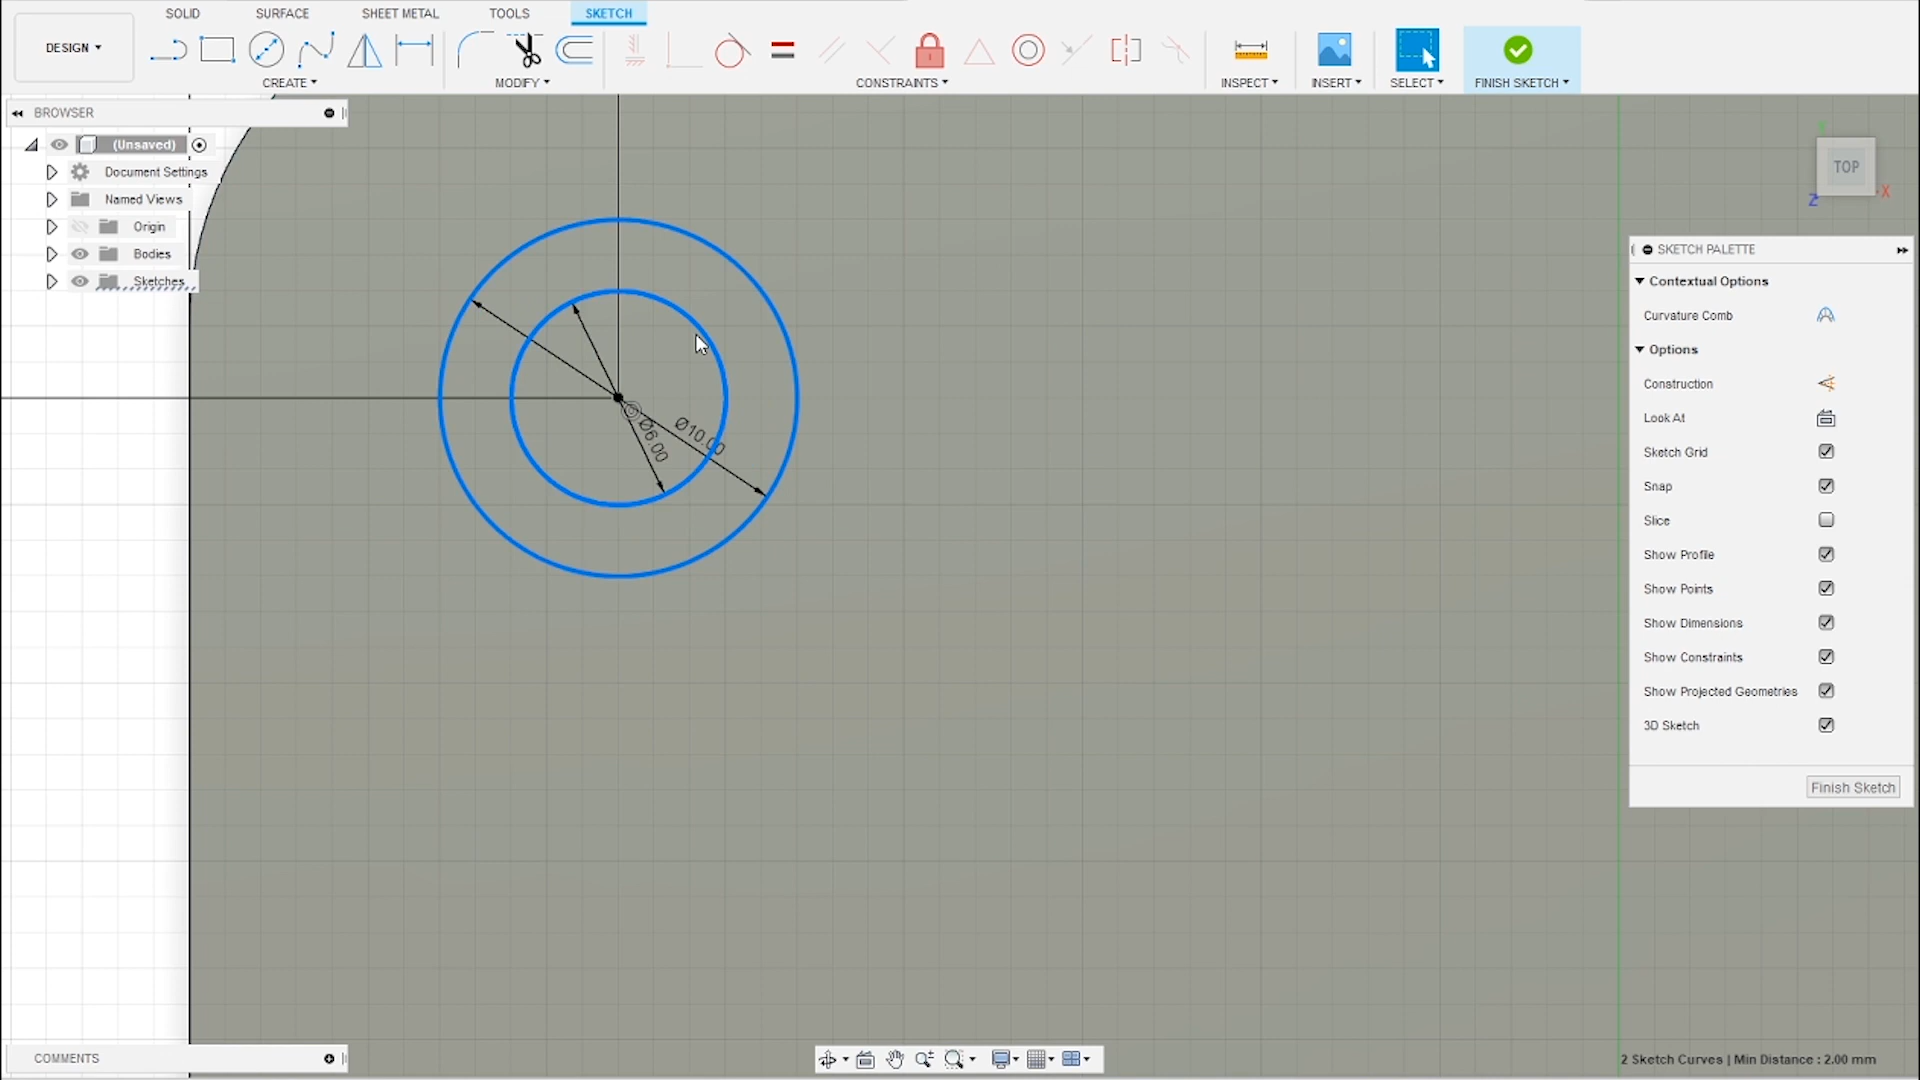 SOLID SURFACE SHEET METAL TOOLS SKETCH
DESIGN
CREATE MODIFY CONSTRAINTS INSPECT INSERT SELECT FINISH SKETCH
BROWSER
(Unsaved)
Document Settings
Named Views
Origin
Bodies
Sketches
Ø6.00
Ø10.00
TOP
X
Y
Z
SKETCH PALETTE
Contextual Options
Curvature Comb
Options
Construction
Look At
Sketch Grid
Snap
Slice
Show Profile
Show Points
Show Dimensions
Show Constraints
Show Projected Geometries
3D Sketch
Finish Sketch
COMMENTS
2 Sketch Curves | Min Distance : 2.00 mm